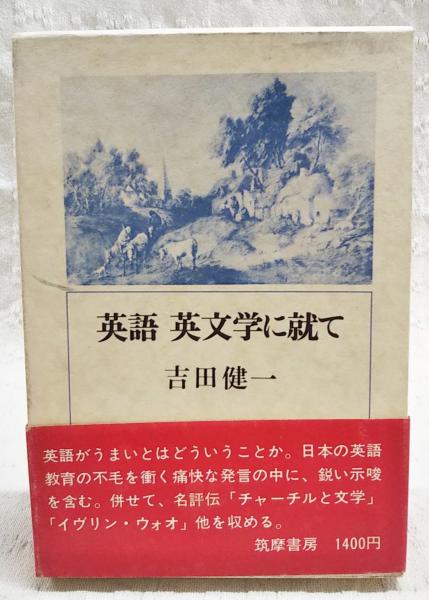 英語 英文学に就て
吉田健一
英語がうまいとはどういうことか。日本の英語
教育の不毛を衝く痛快な発言の中に、鋭い示唆
を含む。併せて、名評伝「チャーチルと文学」
「イヴリン・ウォオ」他を収める。
筑摩書房 1400円